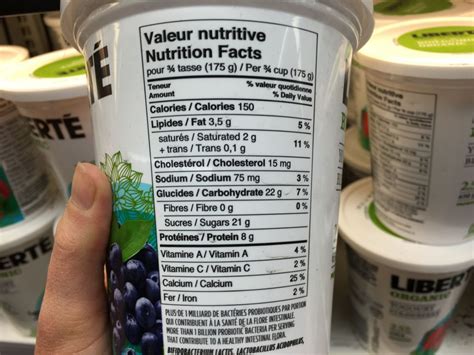 Valeur nutritive
Nutrition Facts
pour ¾ tasse (175 g) / Per ¾ cup (175 g)
Teneur % valeur quotidienne
Amount % Daily Value
Calories / Calories 150
Lipides / Fat 3,5 g 5 %
saturés / Saturated 2 g
+ trans / Trans 0,1 g 11 %
Cholestérol / Cholesterol 15 mg
Sodium / Sodium 75 mg 3 %
Glucides / Carbohydrate 22 g 7 %
Fibres / Fibre 0 g 0 %
Sucres / Sugars 21 g
Protéines / Protein 8 g
Vitamine A / Vitamin A 4 %
Vitamine C / Vitamin C 2 %
Calcium / Calcium 25 %
Fer / Iron 2 %
PLUS DE 1 MILLIARD DE BACTÉRIES PROBIOTIQUES PAR PORTION
QUI CONTRIBUENT À LA SANTÉ DE LA FLORE INTESTINALE.
MORE THAN 1 BILLION PROBIOTIC BACTERIA PER SERVING
THAT CONTRIBUTE TO HEALTHY INTESTINAL FLORA.
BIFIDOBACTERIUM LACTIS, LACTOBACILLUS ACIDOPHILUS,
RTÉ
LIBERTÉ
ORGANIC
LIBERTÉ